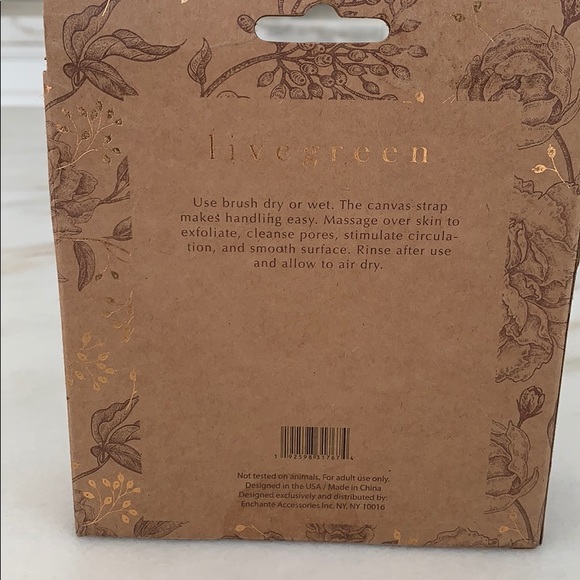 livegreen
Use brush dry or wet. The canvas strap
makes handling easy. Massage over skin to
exfoliate, cleanse pores, stimulate circula-
tion, and smooth surface. Rinse after use
and allow to air dry.
Not tested on animals. For adult use only.
Designed in the USA / Made in China
Designed exclusively and distributed by:
Enchanté Accessories Inc. NY, NY 10016